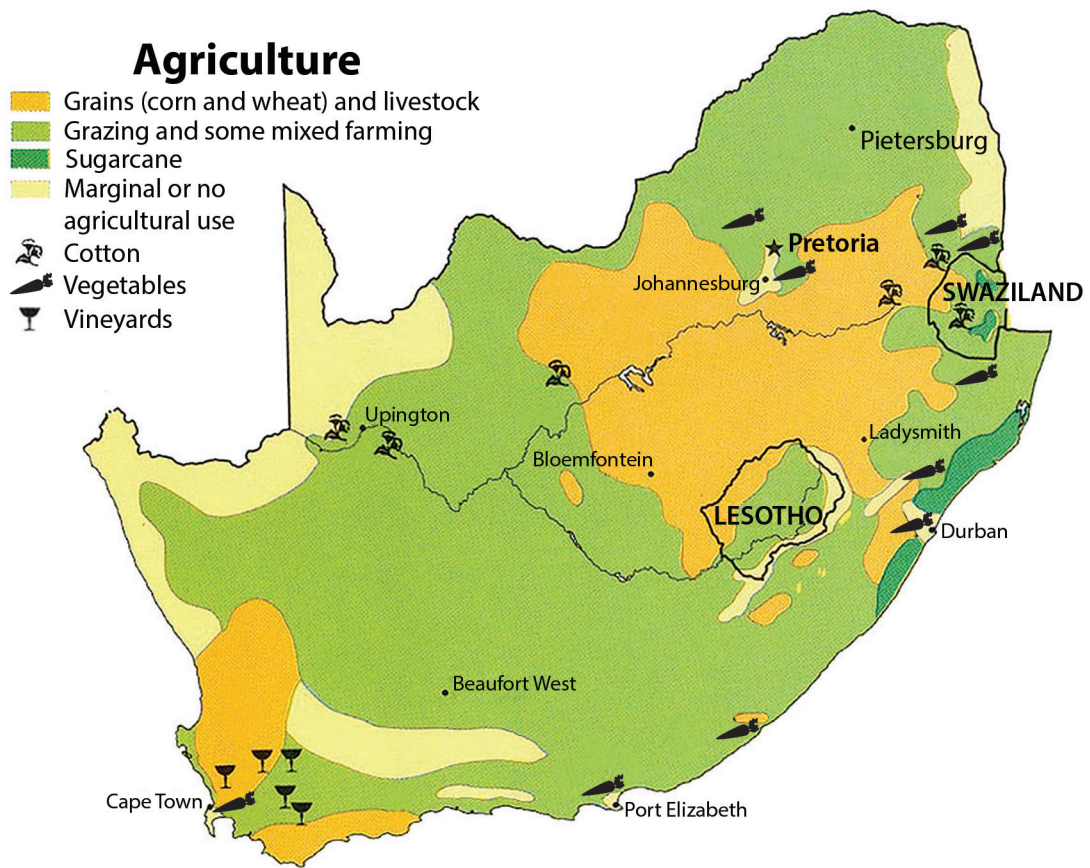 Agriculture
Grains (corn and wheat) and livestock
Grazing and some mixed farming
Sugarcane
Marginal or no
agricultural use
Cotton
Vegetables
Vineyards
Pietersburg
Pretoria
Johannesburg
SWAZILAND
Upington
Ladysmith
Bloemfontein
LESOTHO
Durban
Beaufort West
Cape Town
Port Elizabeth